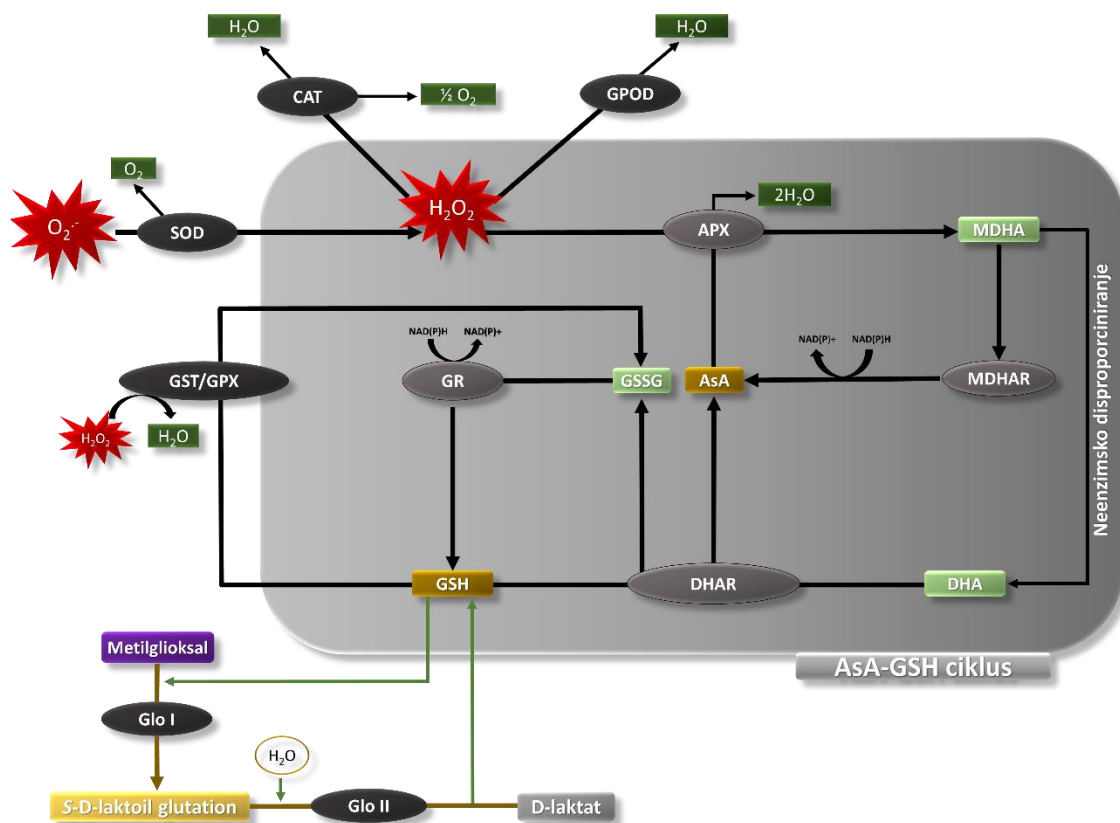 H₂O
H₂O
CAT
½ O₂
GPOD
O₂
O₂·-
SOD
H₂O₂
2H₂O
APX
MDHA
Neenzimsko disporciniranje
NAD(P)H
NAD(P)+
NAD(P)+
NAD(P)H
GST/GPX
GR
GSSG
AsA
MDHAR
H₂O₂
H₂O
GSH
DHAR
DHA
Metilglioksal
AsA-GSH ciklus
Glo I
H₂O
S-D-laktoil glutation
Glo II
D-laktat